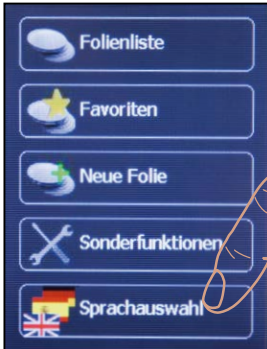 Folienliste
Favoriten
Neue Folie
Sonderfunktionen
Sprachauswahl